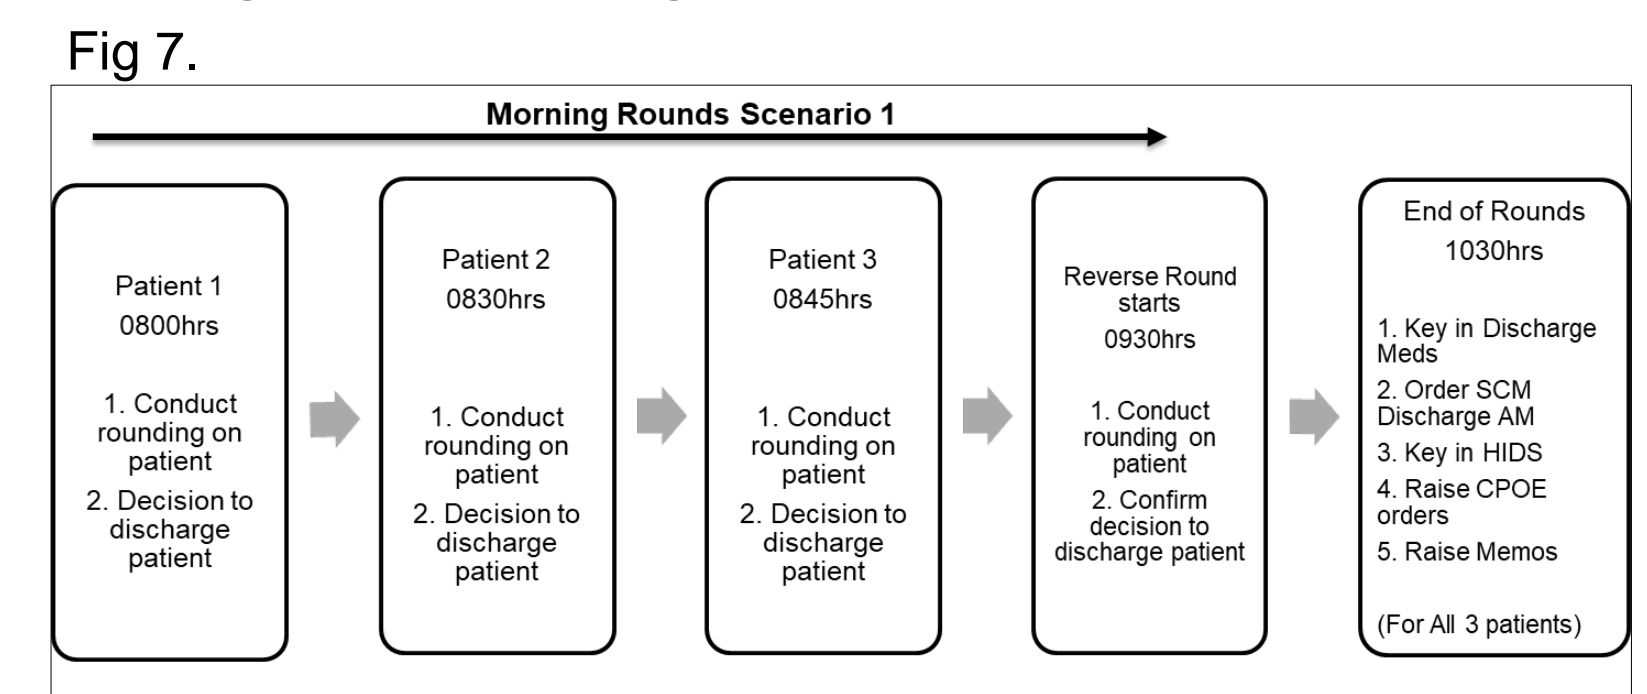 Fig 7.
Morning Rounds Scenario 1
Patient 1
0800hrs
1. Conduct
rounding on
patient
2. Decision to
discharge
patient
Patient 2
0830hrs
1. Conduct
rounding on
patient
2. Decision to
discharge
patient
Patient 3
0845hrs
1. Conduct
rounding on
patient
2. Decision to
discharge
patient
Reverse Round
starts
0930hrs
1. Conduct
rounding on
patient
2. Confirm
decision to
discharge patient
End of Rounds
1030hrs
1. Key in Discharge
Meds
2. Order SCM
Discharge AM
3. Key in HIDS
4. Raise CPOE
orders
5. Raise Memos
(For All 3 patients)